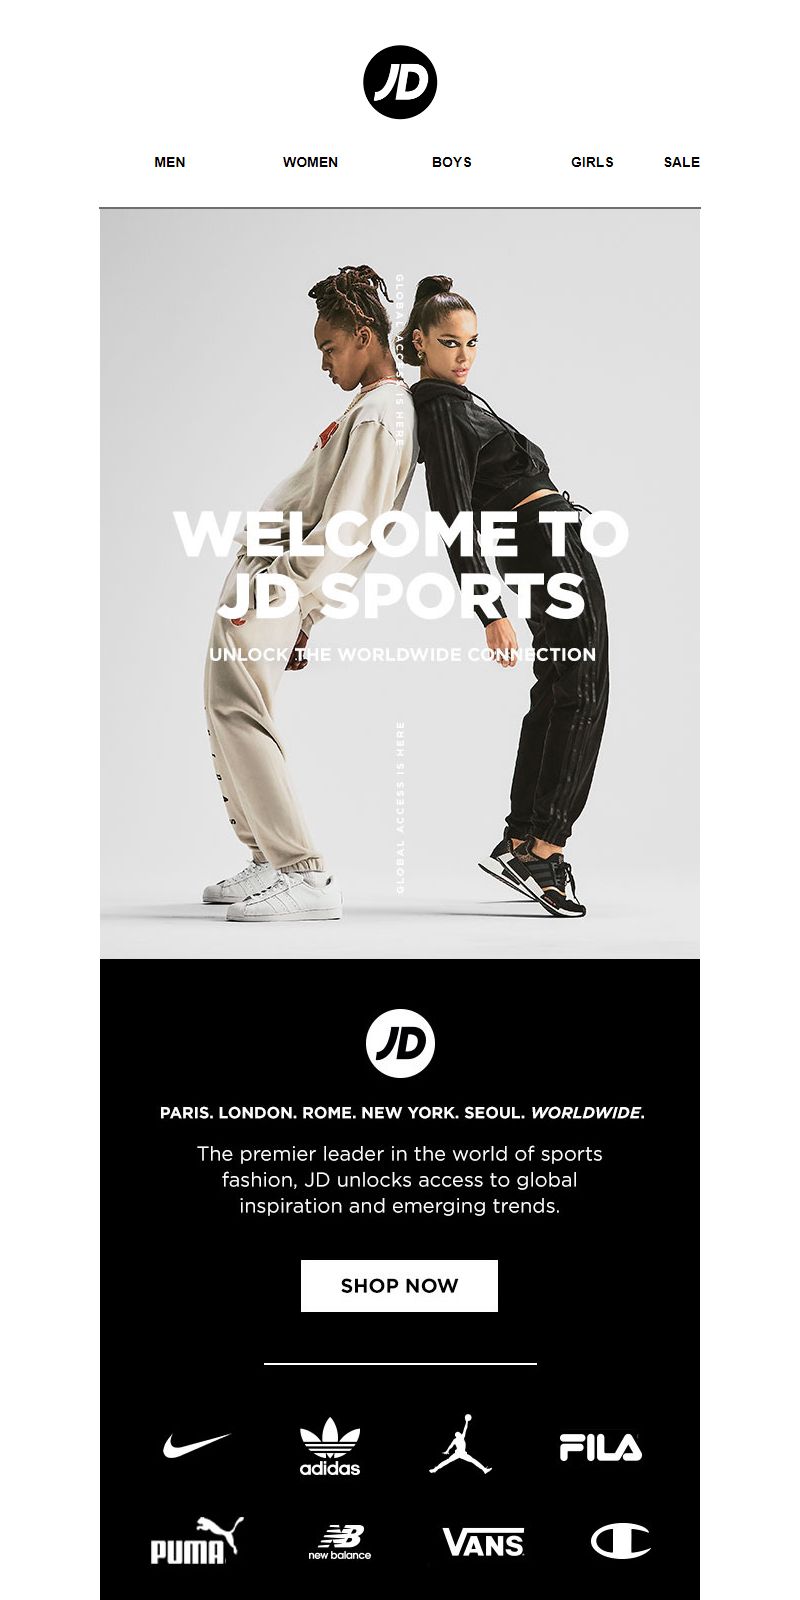 JD
MEN WOMEN BOYS GIRLS SALE
GLOBAL ACCESS IS HERE
WELCOME TO
JD SPORTS
UNLOCK THE WORLDWIDE CONNECTION
GLOBAL ACCESS IS HERE
JD
PARIS. LONDON. ROME. NEW YORK. SEOUL. WORLDWIDE.
The premier leader in the world of sports
fashion, JD unlocks access to global
inspiration and emerging trends.
SHOP NOW
adidas
FILA
PUMA
NB
new balance
VANS